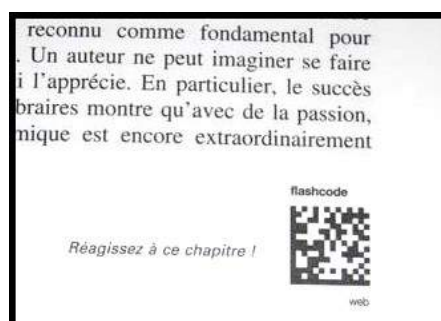 reconnu comme fondamental pour
. Un auteur ne peut imaginer se faire
i l'apprécie. En particulier, le succès
braires montre qu'avec de la passion,
mique est encore extraordinairement
flashcode
Réagissez à ce chapitre !
web